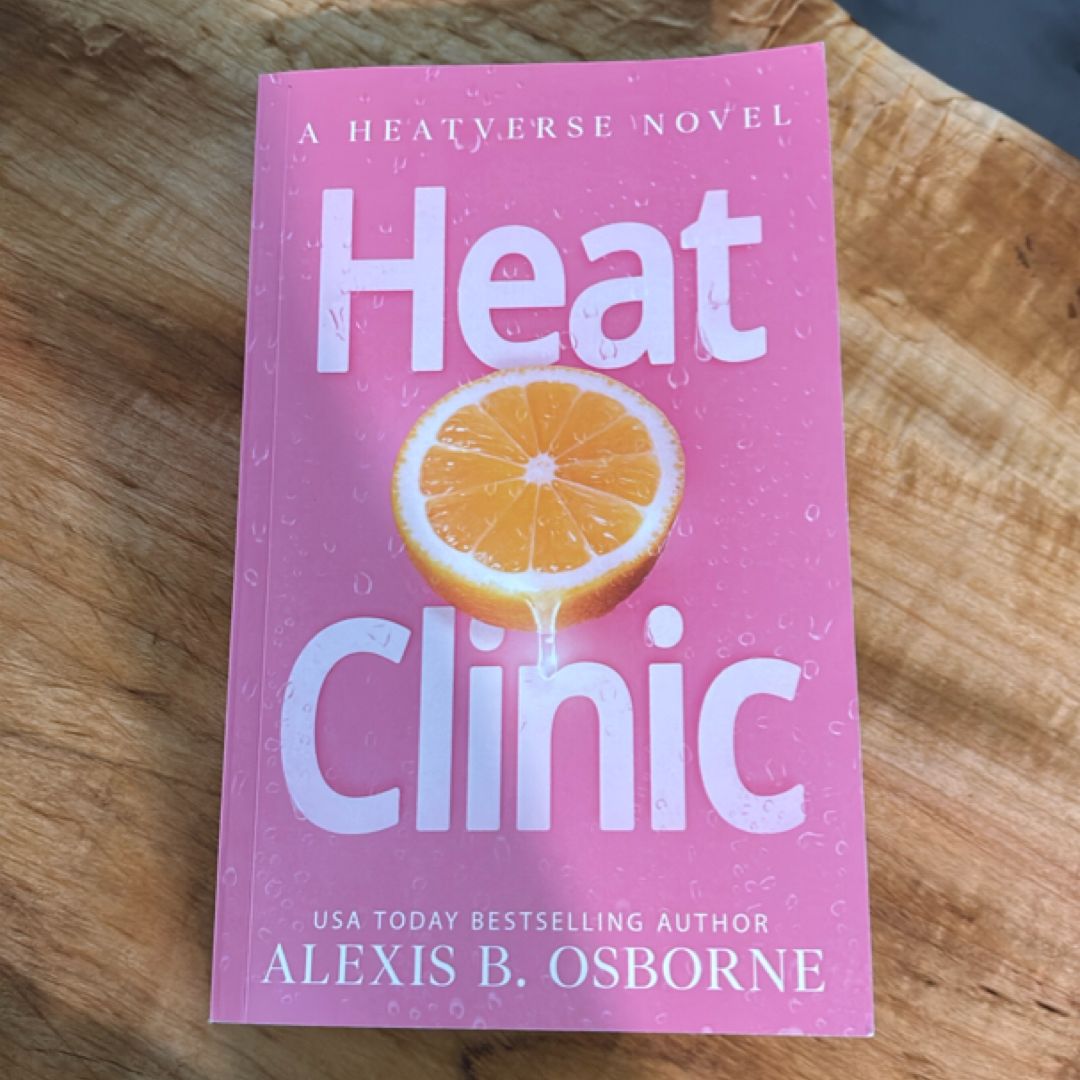 A HEATVERSE NOVEL
Heat
Clinic
USA TODAY BESTSELLING AUTHOR
ALEXIS B. OSBORNE